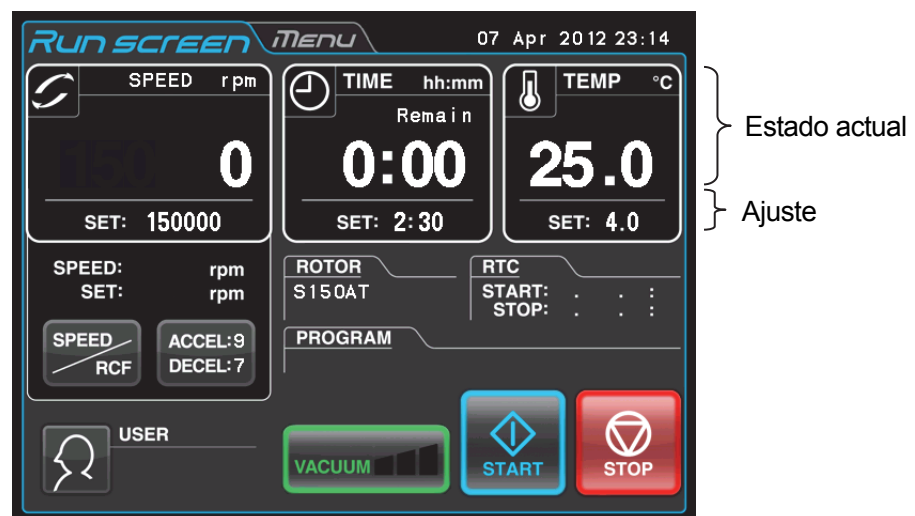 Run screen Menu 07 Apr 2012 23:14
SPEED rpm
150 0
SET: 150000
TIME hh:mm
Remain
0:00
SET: 2:30
TEMP °C
25.0
SET: 4.0
Estado actual
Ajuste
SPEED: rpm
SET: rpm
SPEED/RCF
ACCEL:9
DECEL:7
ROTOR
S150AT
RTC
START: . . :
STOP: . . :
PROGRAM
USER
VACUUM
START
STOP